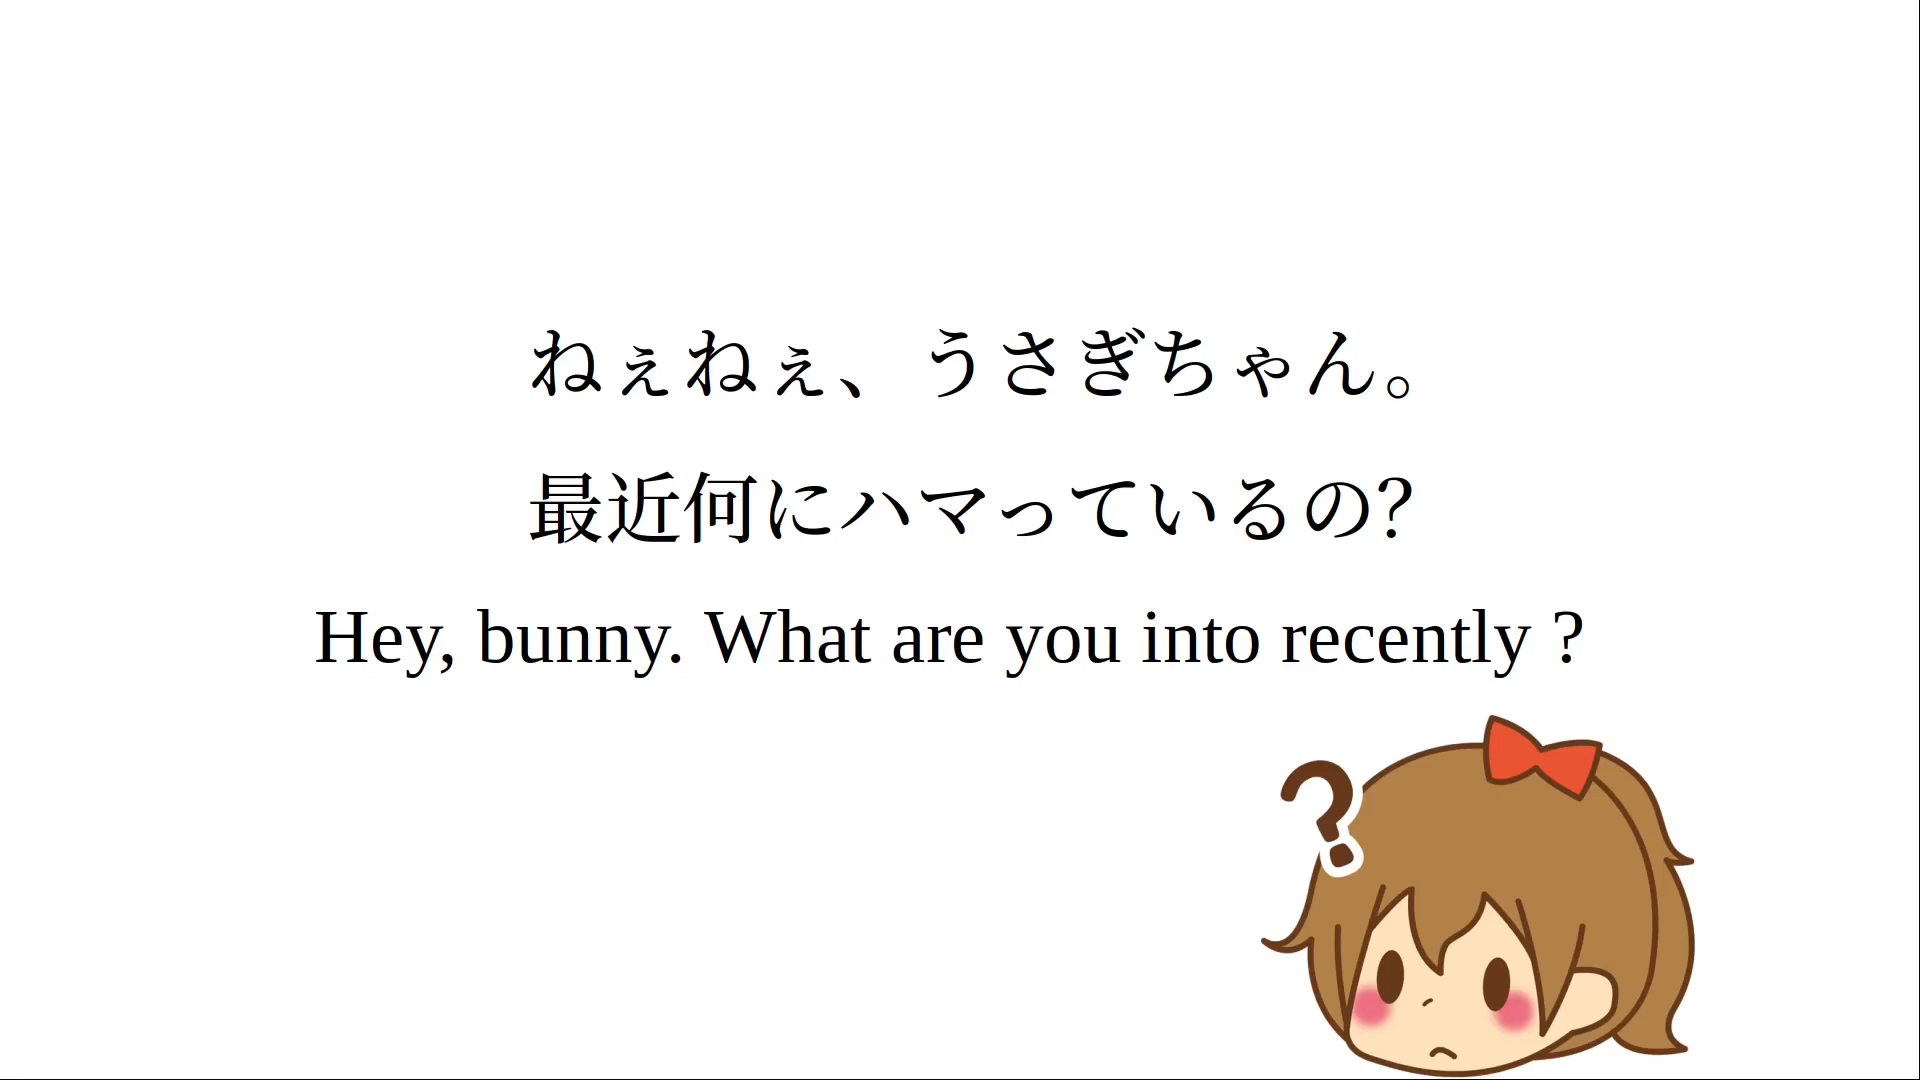 ねぇねぇ、うさぎちゃん。
最近何にハマっているの?
Hey, bunny. What are you into recently ?
?